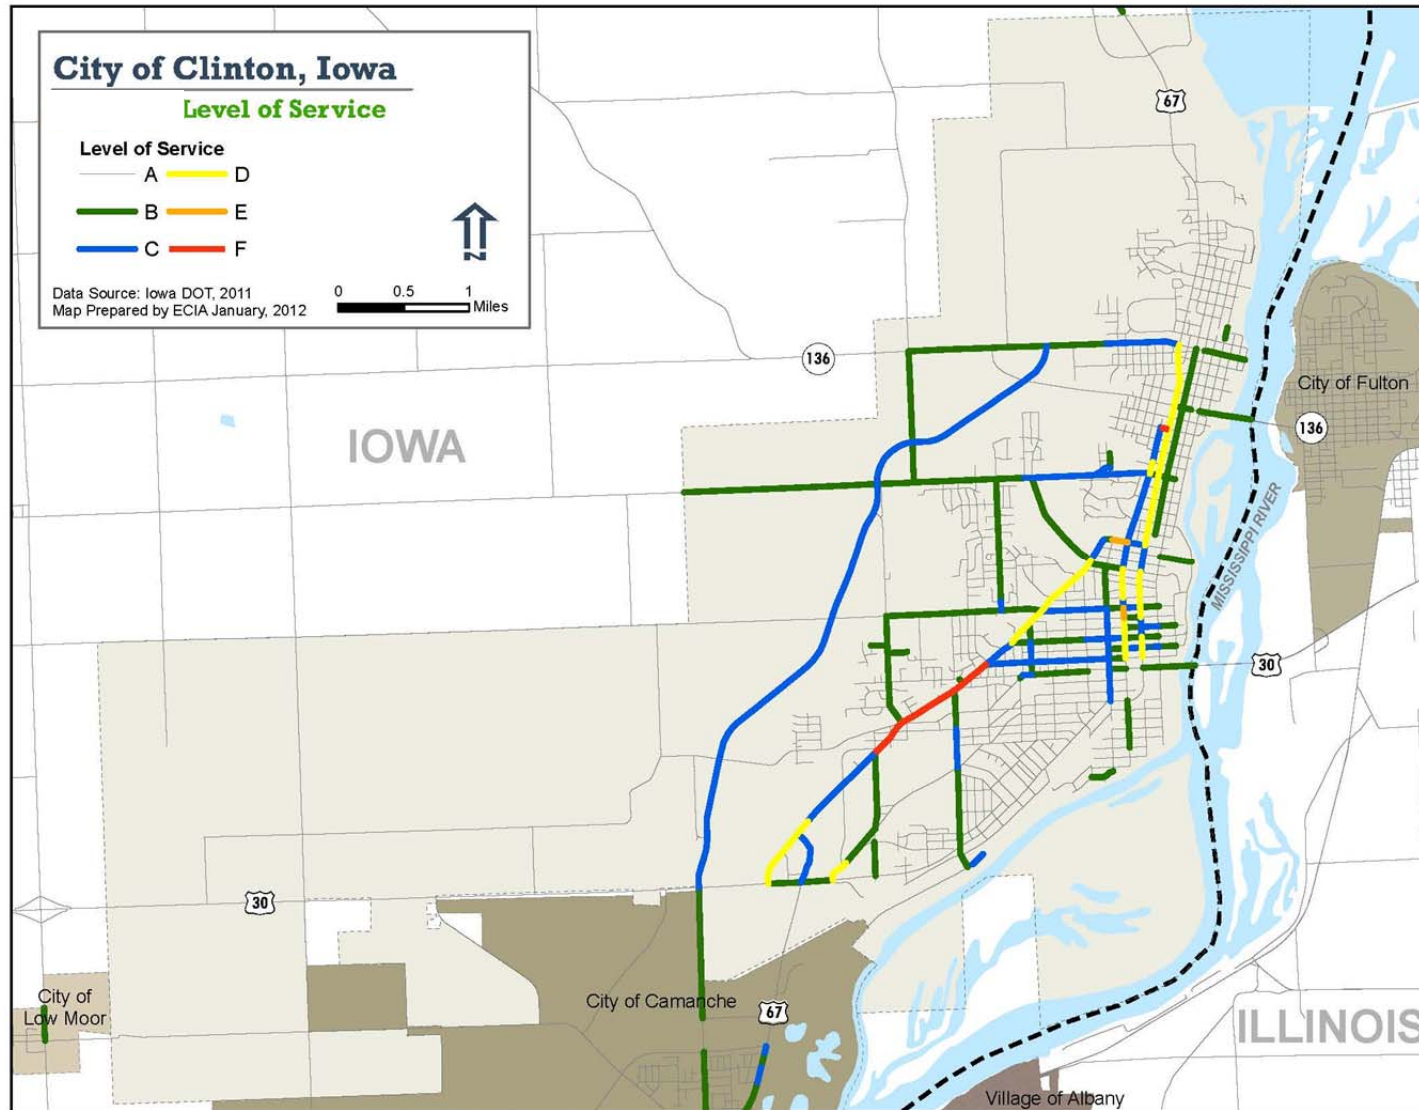 City of Clinton, Iowa
Level of Service
Level of Service
A D
B E
C F
N
Data Source: Iowa DOT, 2011
Map Prepared by ECIA January, 2012
0 0.5 1
Miles
67
136
City of Fulton
136
IOWA
MISSISSIPPI RIVER
30
30
City of
Low Moor
City of Camanche
67
ILLINOIS
Village of Albany